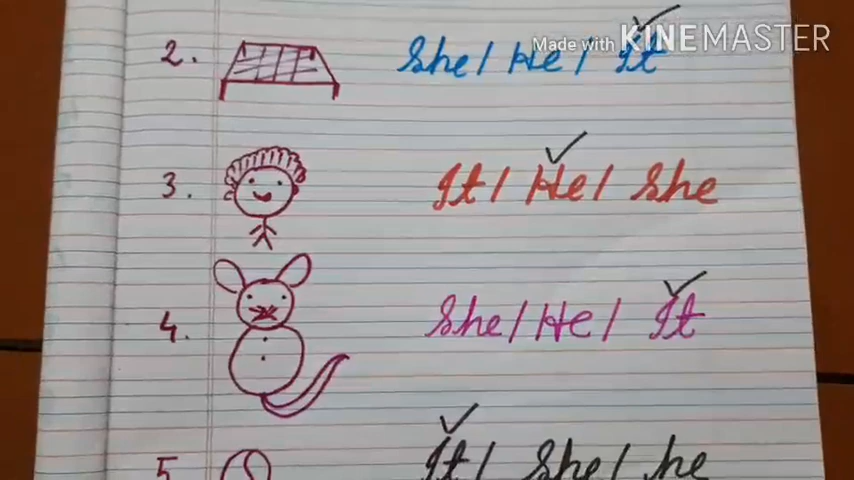 Made with KINEMASTER
2. She / He / It
3. It / He / She
4. She / He / It
5 It / She / he